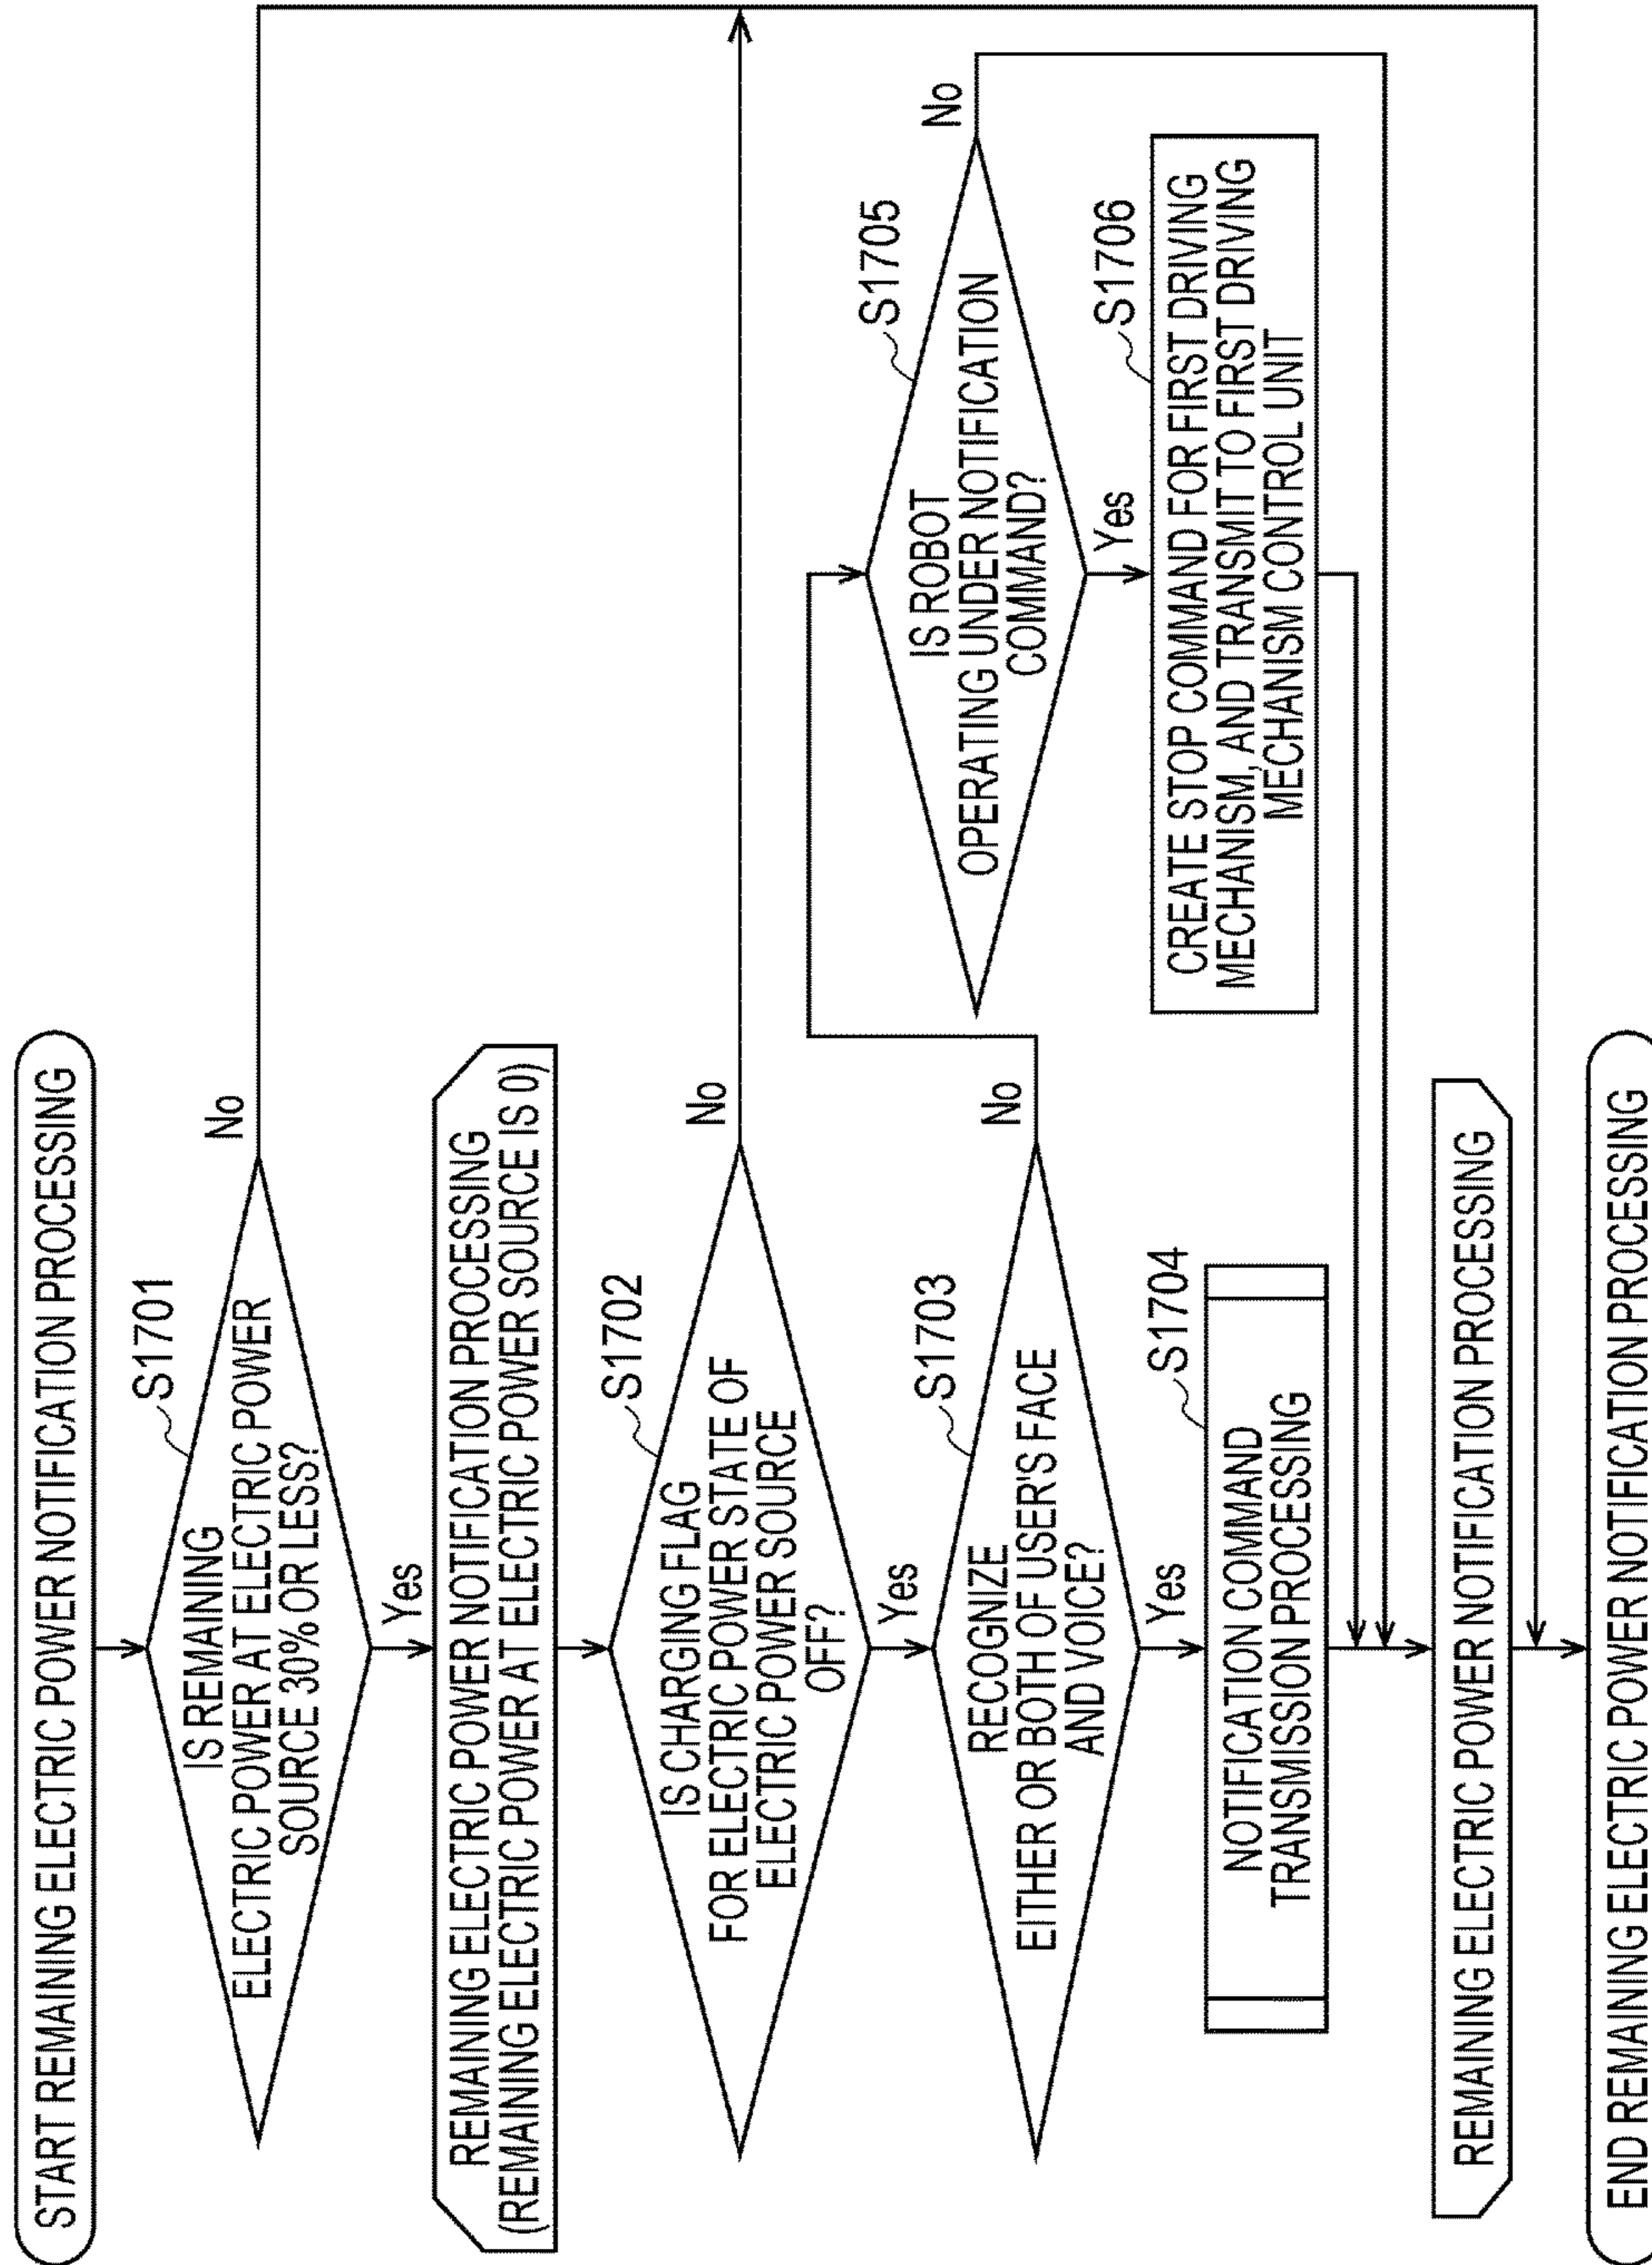 START REMAINING ELECTRIC POWER NOTIFICATION PROCESSING
S1701
IS REMAINING
ELECTRIC POWER AT ELECTRIC POWER
SOURCE 30% OR LESS?
No
Yes
REMAINING ELECTRIC POWER NOTIFICATION PROCESSING
(REMAINING ELECTRIC POWER AT ELECTRIC POWER SOURCE IS 0)
S1702
IS CHARGING FLAG
FOR ELECTRIC POWER STATE OF
ELECTRIC POWER SOURCE
OFF?
No
Yes
S1703
RECOGNIZE
EITHER OR BOTH OF USER'S FACE
AND VOICE?
No
Yes
S1704
NOTIFICATION COMMAND
TRANSMISSION PROCESSING
S1705
IS ROBOT
OPERATING UNDER NOTIFICATION
COMMAND?
No
Yes
S1706
CREATE STOP COMMAND FOR FIRST DRIVING
MECHANISM, AND TRANSMIT TO FIRST DRIVING
MECHANISM CONTROL UNIT
REMAINING ELECTRIC POWER NOTIFICATION PROCESSING
END REMAINING ELECTRIC POWER NOTIFICATION PROCESSING